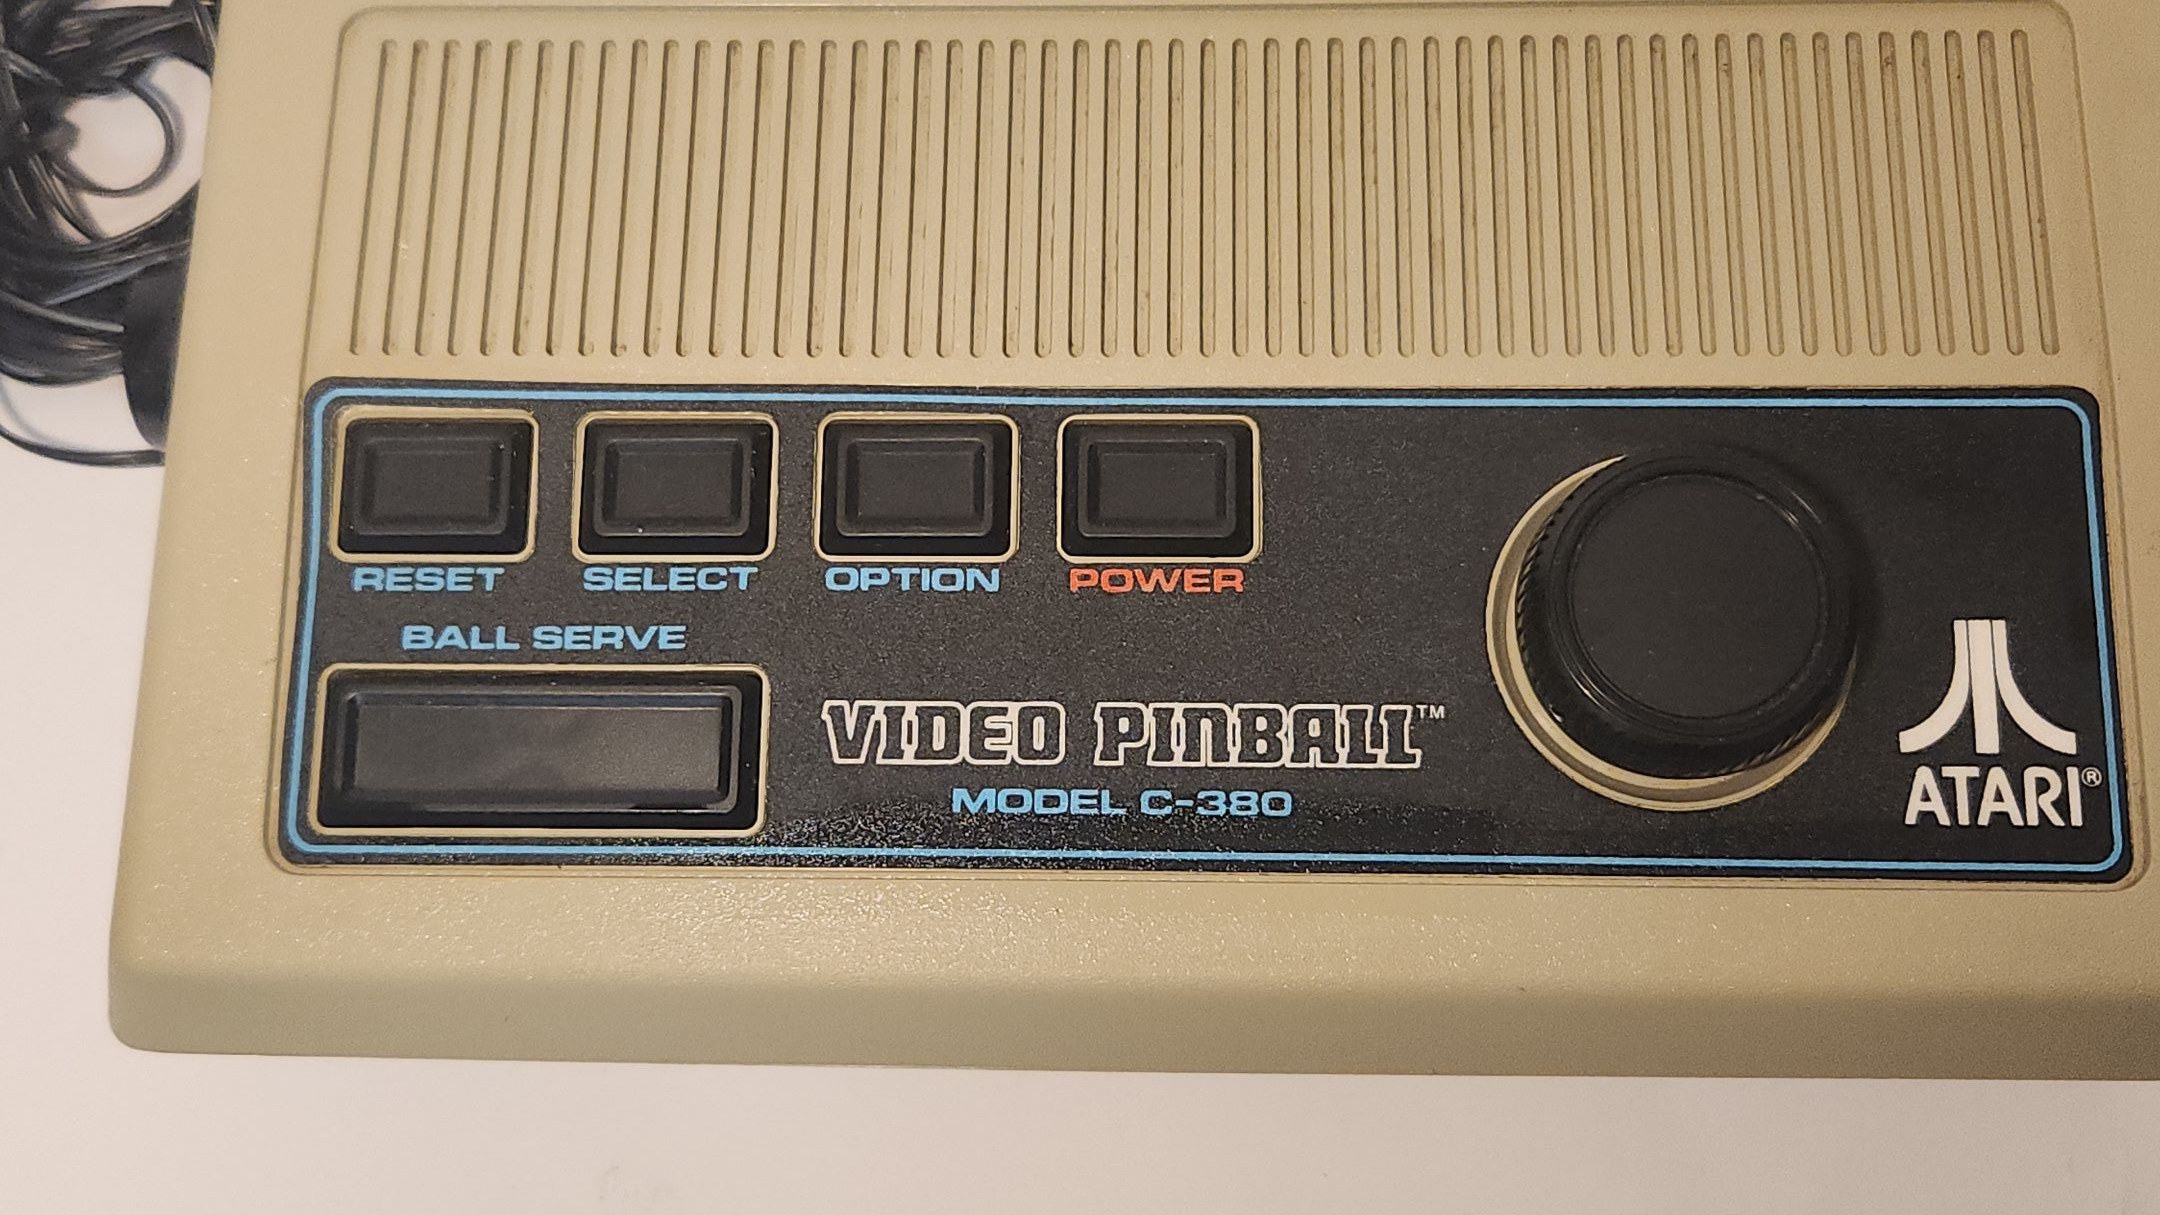 RESET SELECT OPTION POWER
BALL SERVE
VIDEO PINBALL™
MODEL C-380
ATARI®